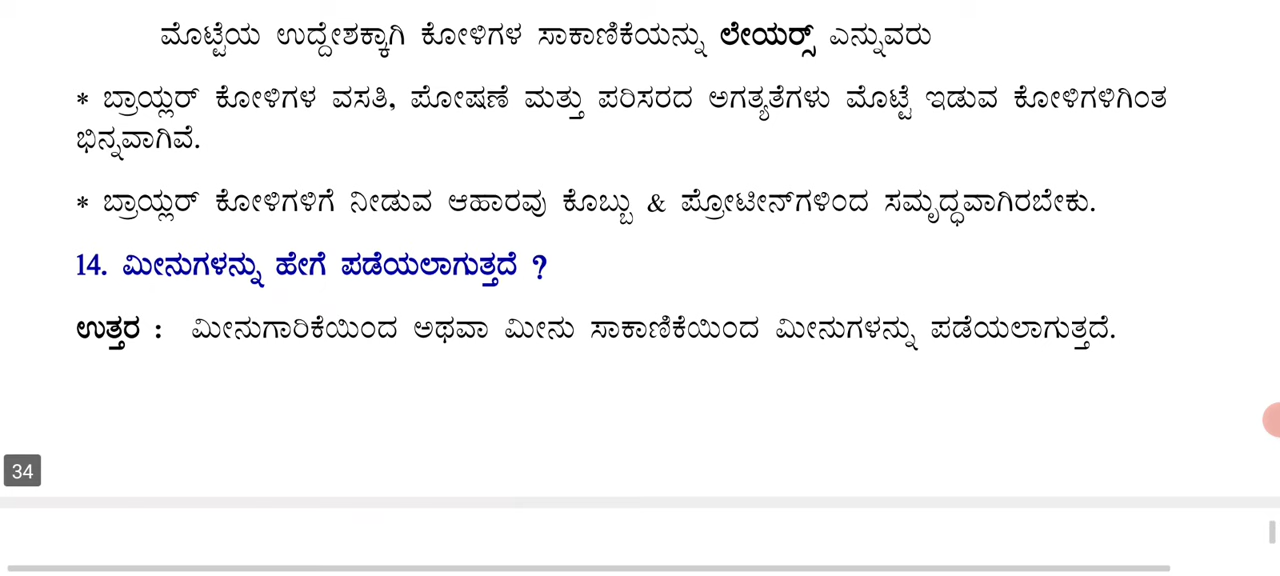 ಮೊಟ್ಟೆಯ ಉದ್ದೇಶಕ್ಕಾಗಿ ಕೋಳಿಗಳ ಸಾಕಾಣಿಕೆಯನ್ನು ಲೇಯರ‍್ಸ್ ಎನ್ನುವರು
* ಬ್ರಾಯ್ಲರ್ ಕೋಳಿಗಳ ವಸತಿ, ಪೋಷಣೆ ಮತ್ತು ಪರಿಸರದ ಅಗತ್ಯತೆಗಳು ಮೊಟ್ಟೆ ಇಡುವ ಕೋಳಿಗಳಿಗಿಂತ
ಭಿನ್ನವಾಗಿವೆ.
* ಬ್ರಾಯ್ಲರ್ ಕೋಳಿಗಳಿಗೆ ನೀಡುವ ಆಹಾರವು ಕೊಬ್ಬು & ಪ್ರೋಟೀನ್‌ಗಳಿಂದ ಸಮೃದ್ಧವಾಗಿರಬೇಕು.
14. ಮೀನುಗಳನ್ನು ಹೇಗೆ ಪಡೆಯಲಾಗುತ್ತದೆ ?
ಉತ್ತರ : ಮೀನುಗಾರಿಕೆಯಿಂದ ಅಥವಾ ಮೀನು ಸಾಕಾಣಿಕೆಯಿಂದ ಮೀನುಗಳನ್ನು ಪಡೆಯಲಾಗುತ್ತದೆ.
34